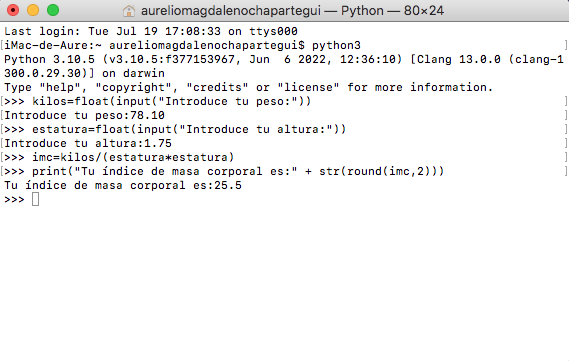 aureliomagdalenochapartegui — Python — 80×24
Last login: Tue Jul 19 17:08:33 on ttys000
[iMac-de-Aure:~ aureliomagdalenochapartegui$ python3 ]
Python 3.10.5 (v3.10.5:f377153967, Jun  6 2022, 12:36:10) [Clang 13.0.0 (clang-1
300.0.29.30)] on darwin
Type "help", "copyright", "credits" or "license" for more information.
[>>> kilos=float(input("Introduce tu peso:")) ]
Introduce tu peso:78.10
[>>> estatura=float(input("Introduce tu altura:")) ]
Introduce tu altura:1.75
[>>> imc=kilos/(estatura*estatura) ]
[>>> print("Tu índice de masa corporal es:" + str(round(imc,2))) ]
Tu índice de masa corporal es:25.5
>>>